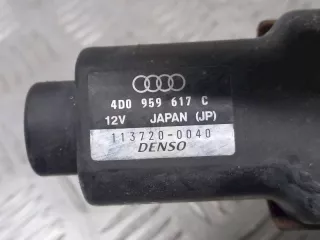 4D0 959 617 C
12V JAPAN (JP)
113720-0040
DENSO